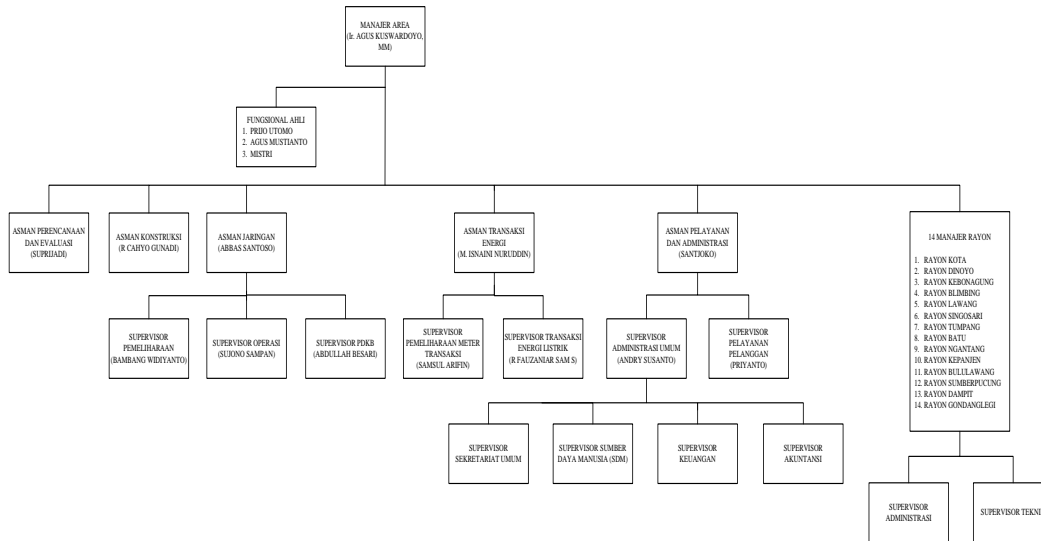 MANAJER AREA
(Ir. AGUS KUSWARDOYO,
MM)
FUNGSIONAL AHLI
1. PRIJO UTOMO
2. AGUS MUSTIANTO
3. MISTRI
ASMAN PERENCANAAN
DAN EVALUASI
(SUPRIJADI)
ASMAN KONSTRUKSI
(R CAHYO GUNADI)
ASMAN JARINGAN
(ABBAS SANTOSO)
ASMAN TRANSAKSI
ENERGI
(M. ISNAINI NURUDDIN)
ASMAN PELAYANAN
DAN ADMINISTRASI
(SANTJOKO)
14 MANAJER RAYON
1. RAYON KOTA
2. RAYON DINOYO
3. RAYON KEBONAGUNG
4. RAYON BLIMBING
5. RAYON LAWANG
6. RAYON SINGOSARI
7. RAYON TUMPANG
8. RAYON BATU
9. RAYON NGANTANG
10. RAYON KEPANJEN
11. RAYON BULULAWANG
12. RAYON SUMBERPUCUNG
13. RAYON DAMPIT
14. RAYON GONDANGLEGI
SUPERVISOR
PEMELIHARAAN
(BAMBANG WIDIYANTO)
SUPERVISOR OPERASI
(SUJONO SAMPAN)
SUPERVISOR PDKB
(ABDULLAH BESARI)
SUPERVISOR
PEMELIHARAAN METER
TRANSAKSI
(SAMSUL ARIFIN)
SUPERVISOR TRANSAKSI
ENERGI LISTRIK
(R FAUZANIAR SAM S)
SUPERVISOR
ADMINISTRASI UMUM
(ANDRY SUSANTO)
SUPERVISOR
PELAYANAN
PELANGGAN
(PRIYANTO)
SUPERVISOR
SEKRETARIAT UMUM
SUPERVISOR SUMBER
DAYA MANUSIA (SDM)
SUPERVISOR
KEUANGAN
SUPERVISOR
AKUNTANSI
SUPERVISOR
ADMINISTRASI
SUPERVISOR TEKNI